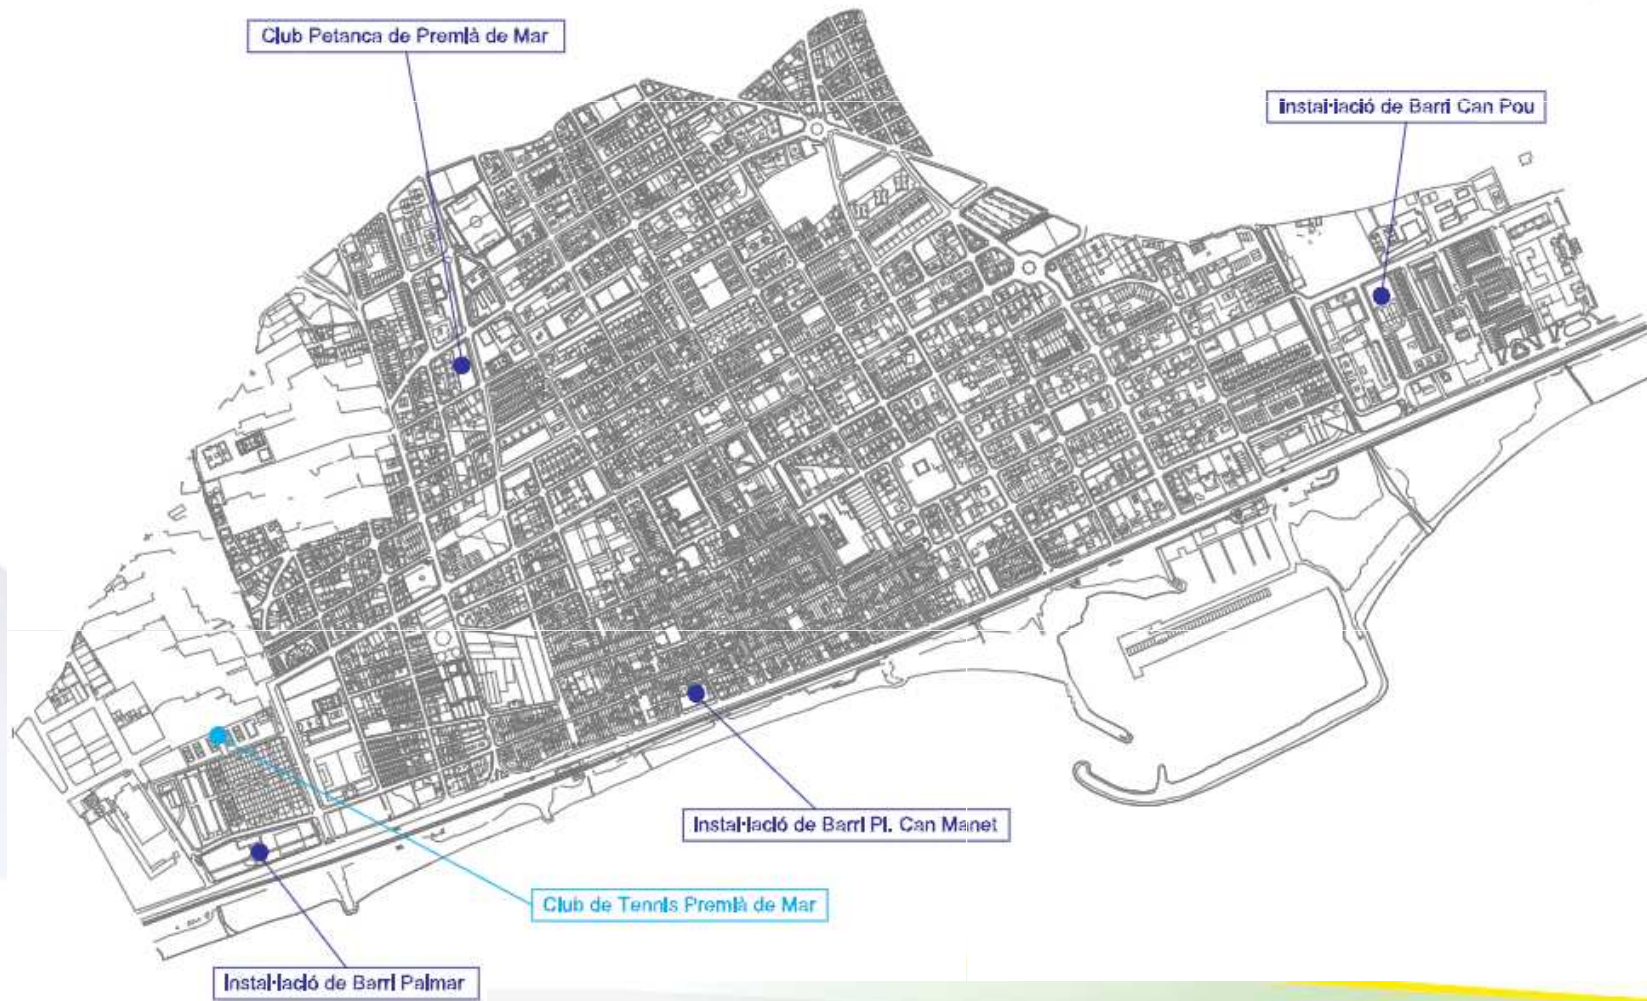 Club Petanca de Premià de Mar
Instal·lació de Barri Can Pou
Instal·lació de Barri Pl. Can Manet
Club de Tennis Premià de Mar
Instal·lació de Barri Palmar